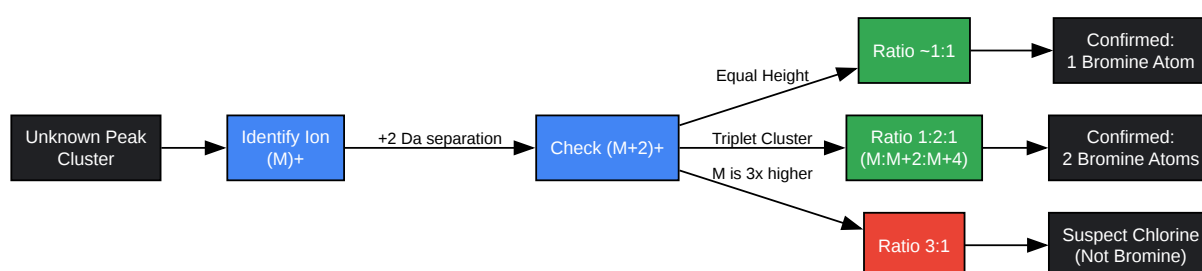 Unknown Peak
Cluster
Identify Ion
(M)+
+2 Da separation
Check (M+2)+
Equal Height
Ratio ~1:1
Confirmed:
1 Bromine Atom
Triplet Cluster
Ratio 1:2:1
(M:M+2:M+4)
Confirmed:
2 Bromine Atoms
M is 3x higher
Ratio 3:1
Suspect Chlorine
(Not Bromine)